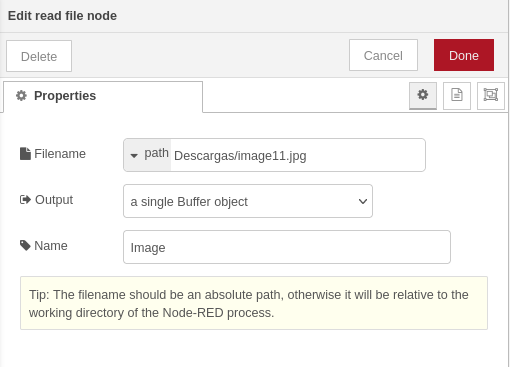 Edit read file node
Delete
Cancel
Done
Properties
Filename
path
Descargas/image11.jpg
Output
a single Buffer object
Name
Image
Tip: The filename should be an absolute path, otherwise it will be relative to the
working directory of the Node-RED process.